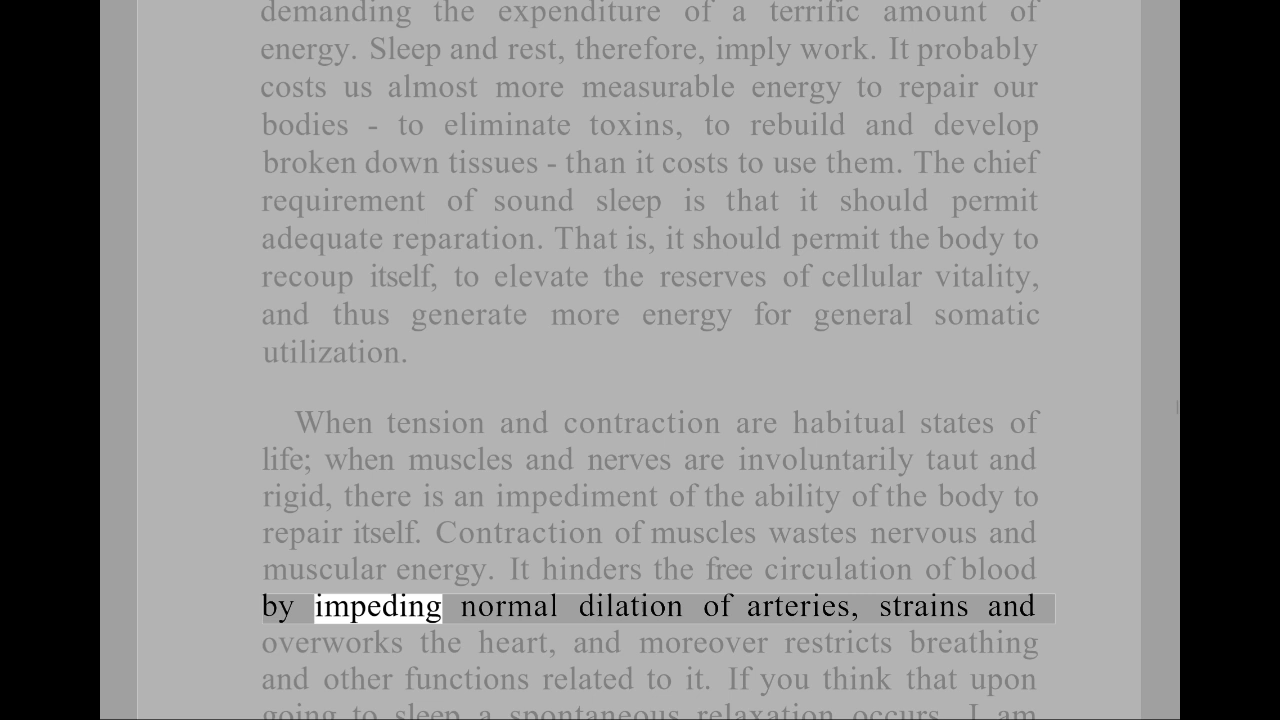 demanding the expenditure of a terrific amount of
energy. Sleep and rest, therefore, imply work. It probably
costs us almost more measurable energy to repair our
bodies - to eliminate toxins, to rebuild and develop
broken down tissues - than it costs to use them. The chief
requirement of sound sleep is that it should permit
adequate reparation. That is, it should permit the body to
recoup itself, to elevate the reserves of cellular vitality,
and thus generate more energy for general somatic
utilization.
When tension and contraction are habitual states of
life; when muscles and nerves are involuntarily taut and
rigid, there is an impediment of the ability of the body to
repair itself. Contraction of muscles wastes nervous and
muscular energy. It hinders the free circulation of blood
by impeding normal dilation of arteries, strains and
overworks the heart, and moreover restricts breathing
and other functions related to it. If you think that upon
going to sleep a spontaneous relaxation occurs, I am